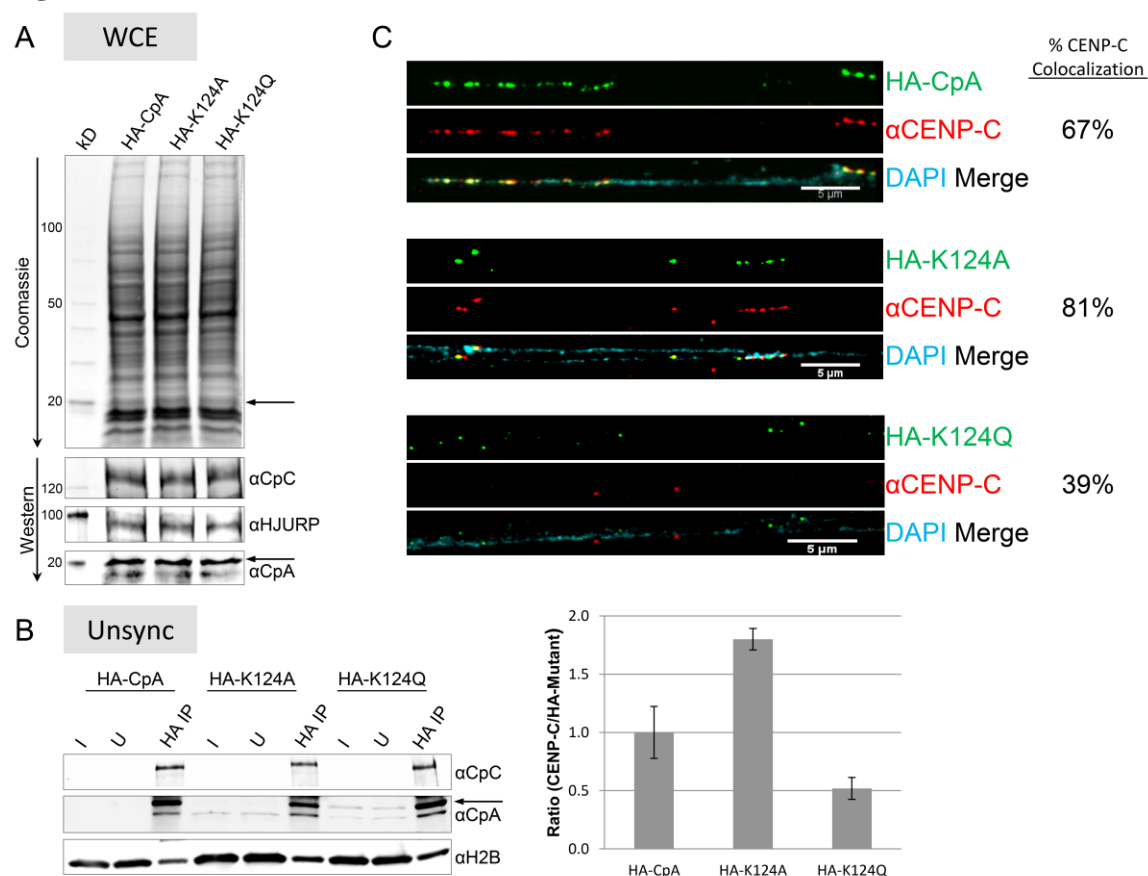 A
WCE
kD
HA-CpA
HA-K124A
HA-K124Q
Coomassie
100
50
20
Western
120
αCpC
100
αHJURP
20
αCpA
B
Unsync
HA-CpA
HA-K124A
HA-K124Q
I
U
HA IP
I
U
HA IP
I
U
HA IP
αCpC
αCpA
αH2B
C
% CENP-C
Colocalization
HA-CpA
αCENP-C
67%
DAPI Merge
5 µm
HA-K124A
αCENP-C
81%
DAPI Merge
5 µm
HA-K124Q
αCENP-C
39%
DAPI Merge
5 µm
Ratio (CENP-C/HA-Mutant)
2.0
1.5
1.0
0.5
0.0
HA-CpA
HA-K124A
HA-K124Q